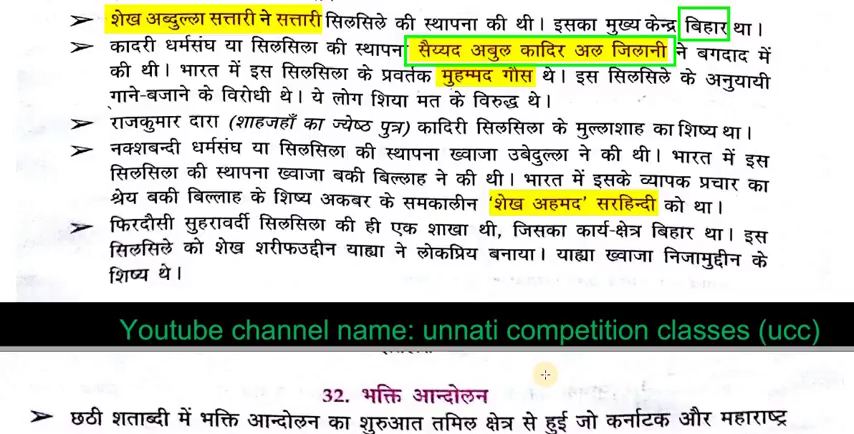 ➤ शेख अब्दुल्ला सत्तारी ने सत्तारी सिलसिले की स्थापना की थी। इसका मुख्य केन्द्र बिहार था।
➤ कादरी धर्मसंघ या सिलसिला की स्थापना सैय्यद अबुल कादिर अल जिलानी ने बगदाद में
की थी। भारत में इस सिलसिला के प्रवर्तक मुहम्मद गौस थे। इस सिलसिले के अनुयायी
गाने-बजाने के विरोधी थे। ये लोग शिया मत के विरुद्ध थे।
➤ राजकुमार दारा (शाहजहाँ का ज्येष्ठ पुत्र) कादिरी सिलसिला के मुल्लाशाह का शिष्य था।
➤ नक्शबन्दी धर्मसंघ या सिलसिला की स्थापना ख्वाजा उबेदुल्ला ने की थी। भारत में इस
सिलसिला की स्थापना ख्वाजा बकी बिल्लाह ने की थी। भारत में इसके व्यापक प्रचार का
श्रेय बकी बिल्लाह के शिष्य अकबर के समकालीन 'शेख अहमद' सरहिन्दी को था।
➤ फिरदौसी सुहरावर्दी सिलसिला की ही एक शाखा थी, जिसका कार्य-क्षेत्र बिहार था। इस
सिलसिले को शेख शरीफउद्दीन याह्या ने लोकप्रिय बनाया। याह्या ख्वाजा निजामुद्दीन के
शिष्य थे।
Youtube channel name: unnati competition classes (ucc)
32. भक्ति आन्दोलन
➤ छठी शताब्दी में भक्ति आन्दोलन का शुरुआत तमिल क्षेत्र से हुई जो कर्नाटक और महाराष्ट्र